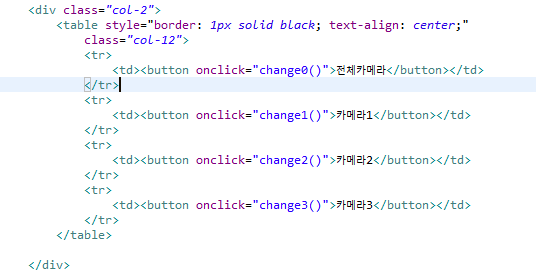 <div class="col-2">
<table style="border: 1px solid black; text-align: center;"
class="col-12">
<tr>
<td><button onclick="change0()">전체카메라</button></td>
</tr>
<tr>
<td><button onclick="change1()">카메라1</button></td>
</tr>
<tr>
<td><button onclick="change2()">카메라2</button></td>
</tr>
<tr>
<td><button onclick="change3()">카메라3</button></td>
</tr>
</table>
</div>